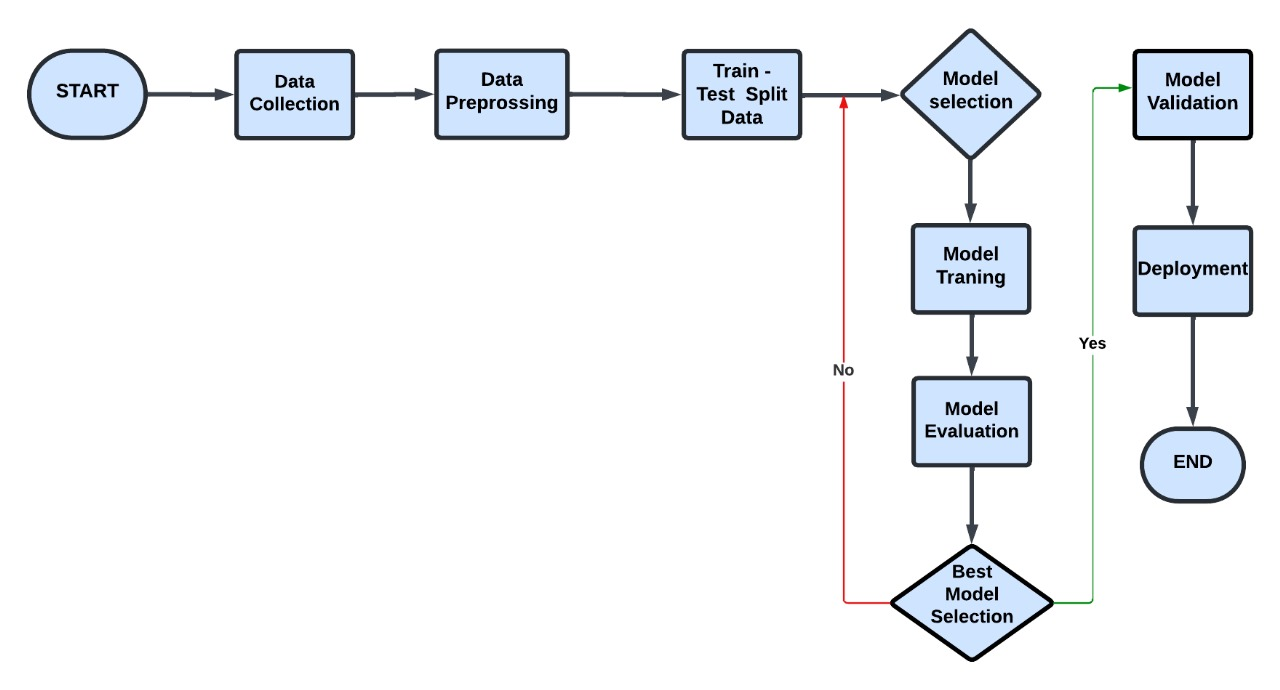 START
Data
Collection
Data
Preprossing
Train -
Test  Split
Data
Model
selection
Model
Traning
Model
Evaluation
Best
Model
Selection
No
Yes
Model
Validation
Deployment
END